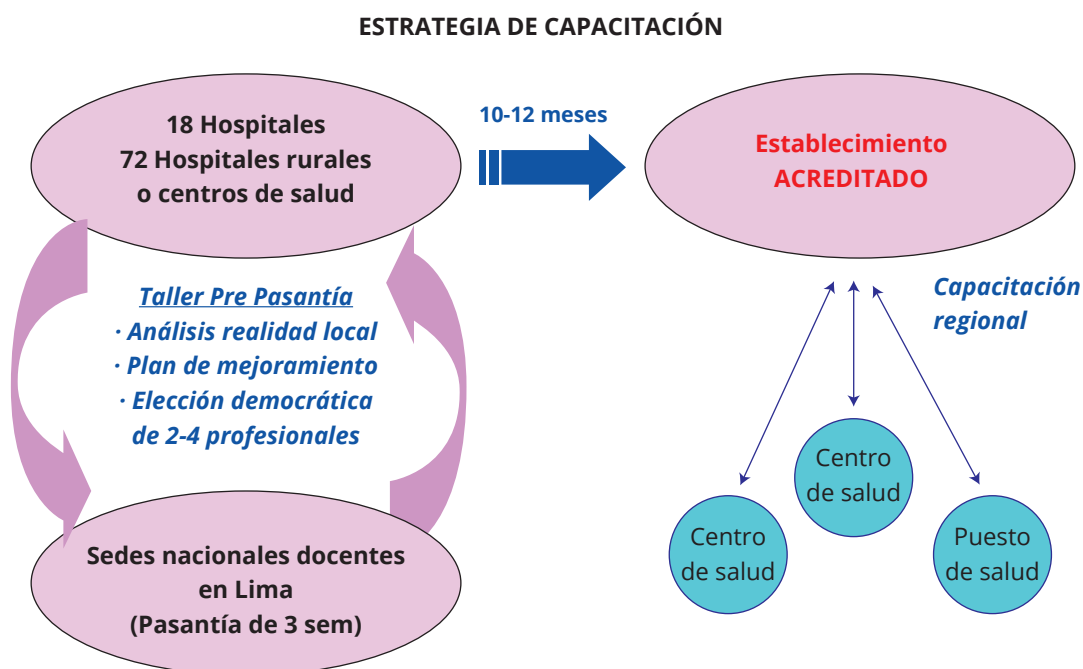 ESTRATEGIA DE CAPACITACIÓN
18 Hospitales
72 Hospitales rurales
o centros de salud
10-12 meses
Establecimiento
ACREDITADO
Taller Pre Pasantía
· Análisis realidad local
· Plan de mejoramiento
· Elección democrática
de 2-4 profesionales
Capacitación
regional
Sedes nacionales docentes
en Lima
(Pasantía de 3 sem)
Centro
de salud
Centro
de salud
Puesto
de salud